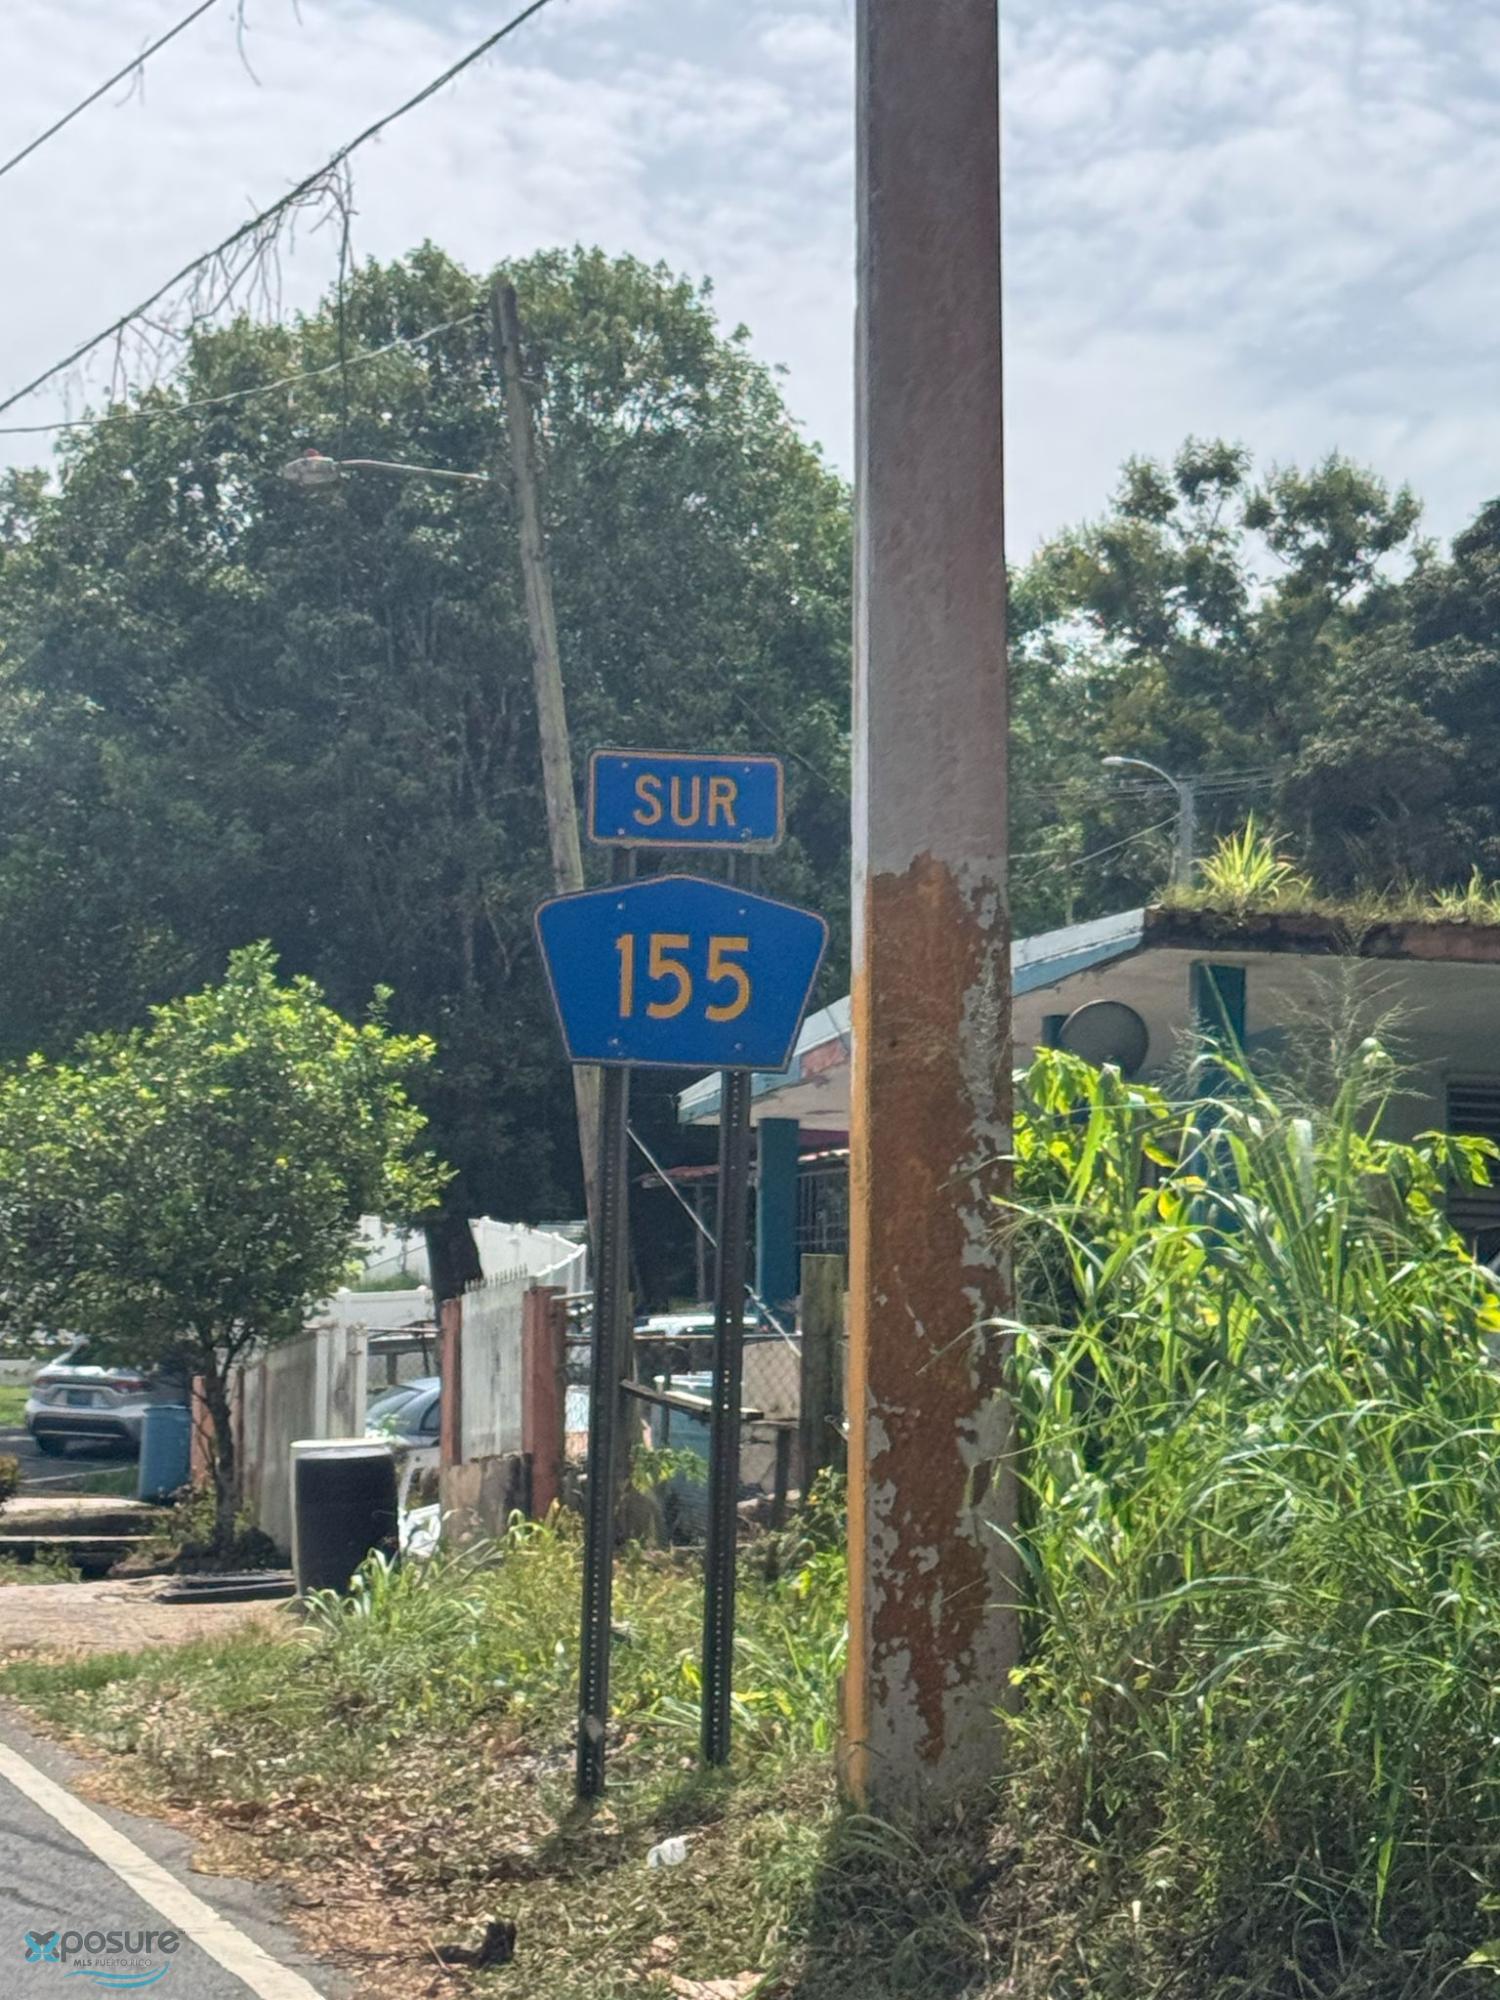 SUR
155
Xposure
MLS PUERTO RICO